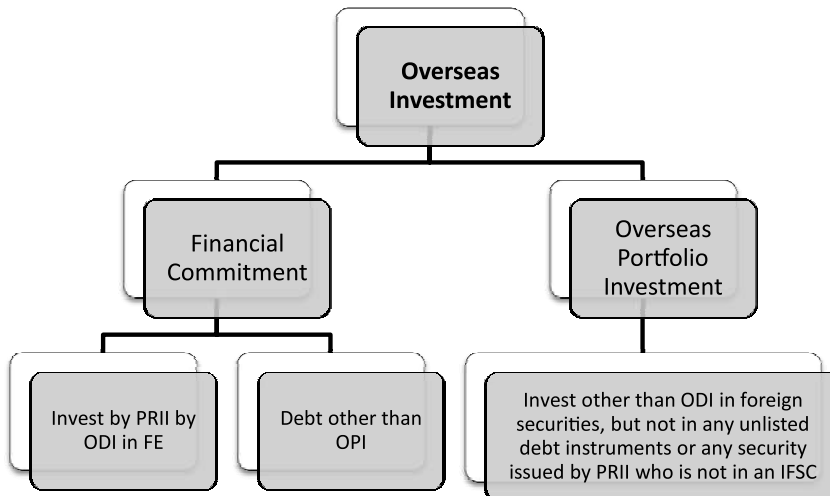 Overseas
Investment
Financial
Commitment
Overseas
Portfolio
Investment
Invest by PRII by
ODI in FE
Debt other than
OPI
Invest other than ODI in foreign
securities, but not in any unlisted
debt instruments or any security
issued by PRII who is not in an IFSC